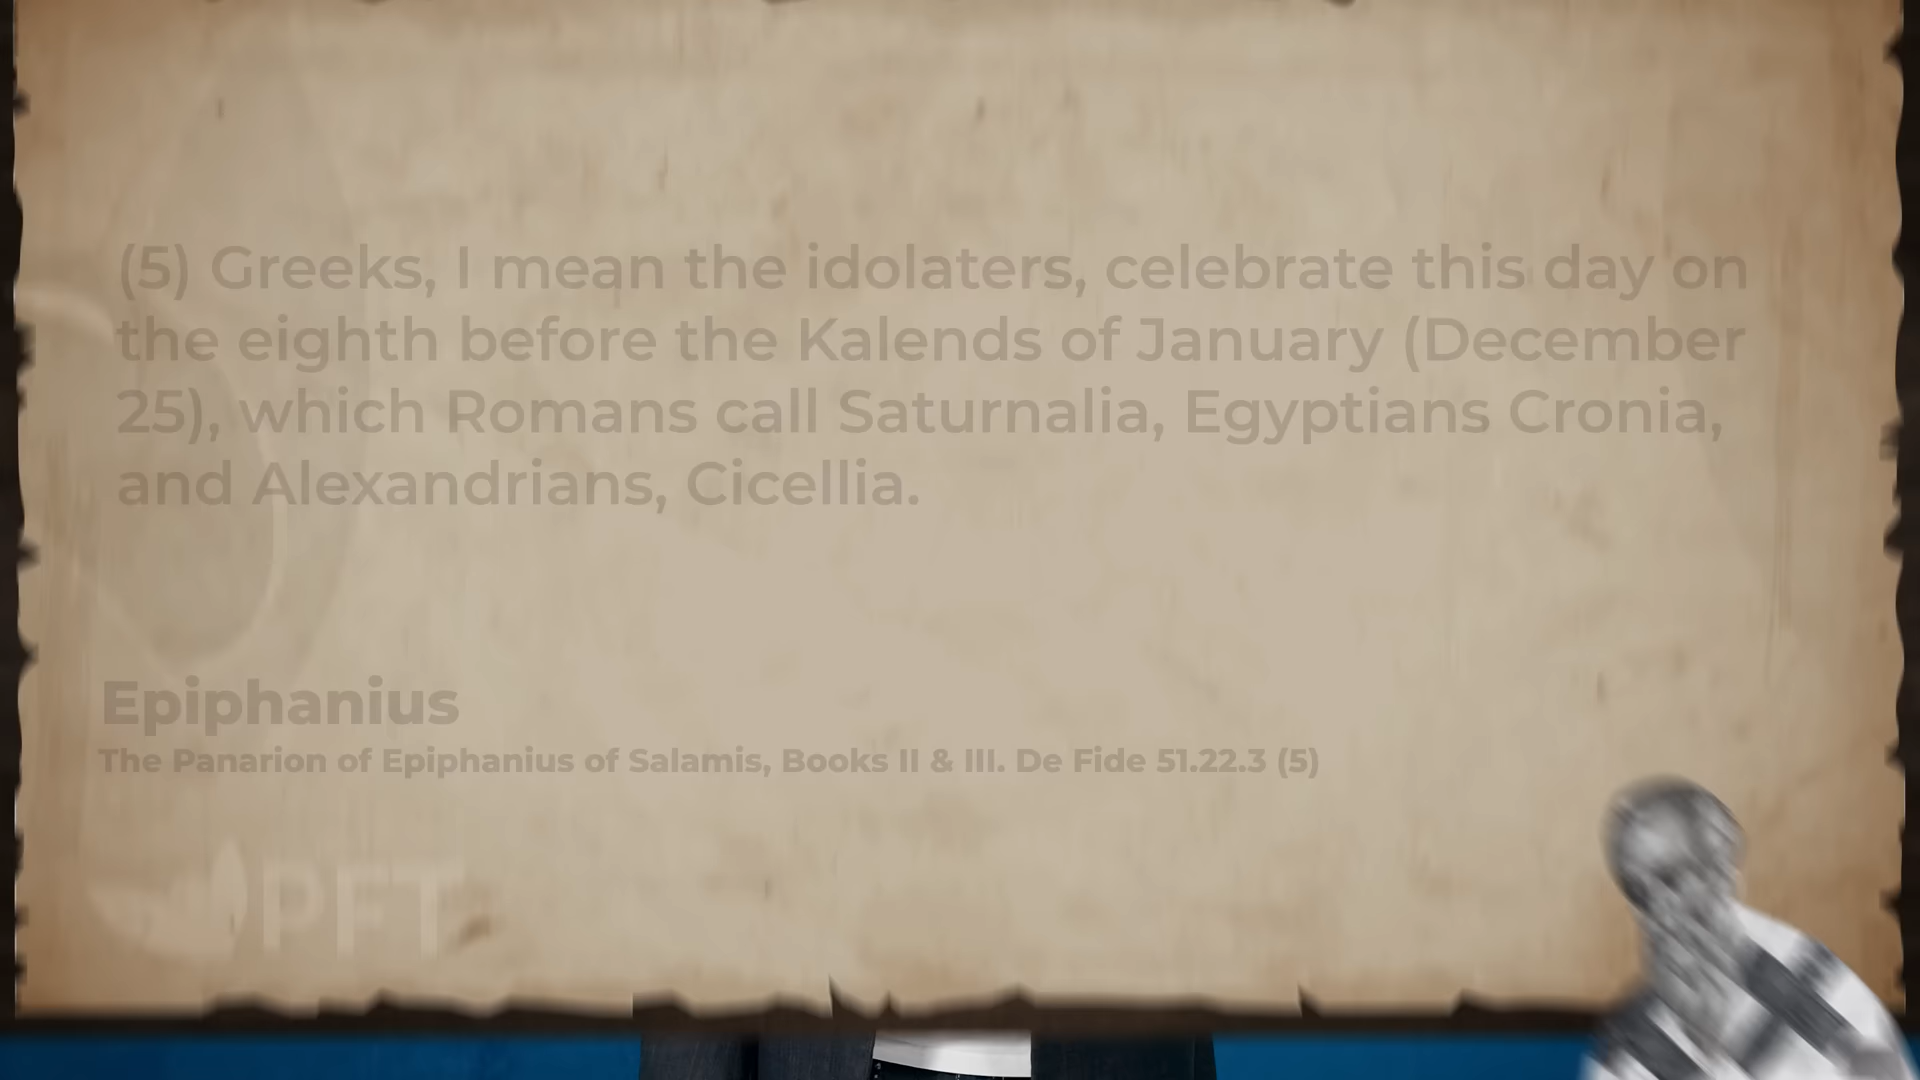 (5) Greeks, I mean the idolaters, celebrate this day on
the eighth before the Kalends of January (December
25), which Romans call Saturnalia, Egyptians Cronia,
and Alexandrians, Cicellia.
Epiphanius
The Panarion of Epiphanius of Salamis, Books II & III. De Fide 51.22.3 (5)
PFT